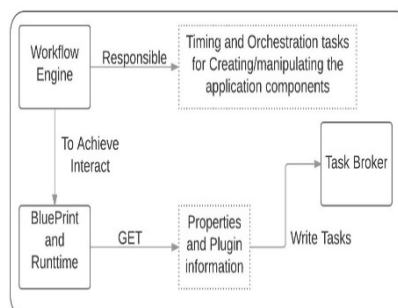 Workflow
Engine
Responsible
Timing and Orchestration tasks
for Creating/manipulating the
application components
To Achieve
Interact
Task Broker
BluePrint
and
Runttime
GET
Properties
and Plugin
information
Write Tasks